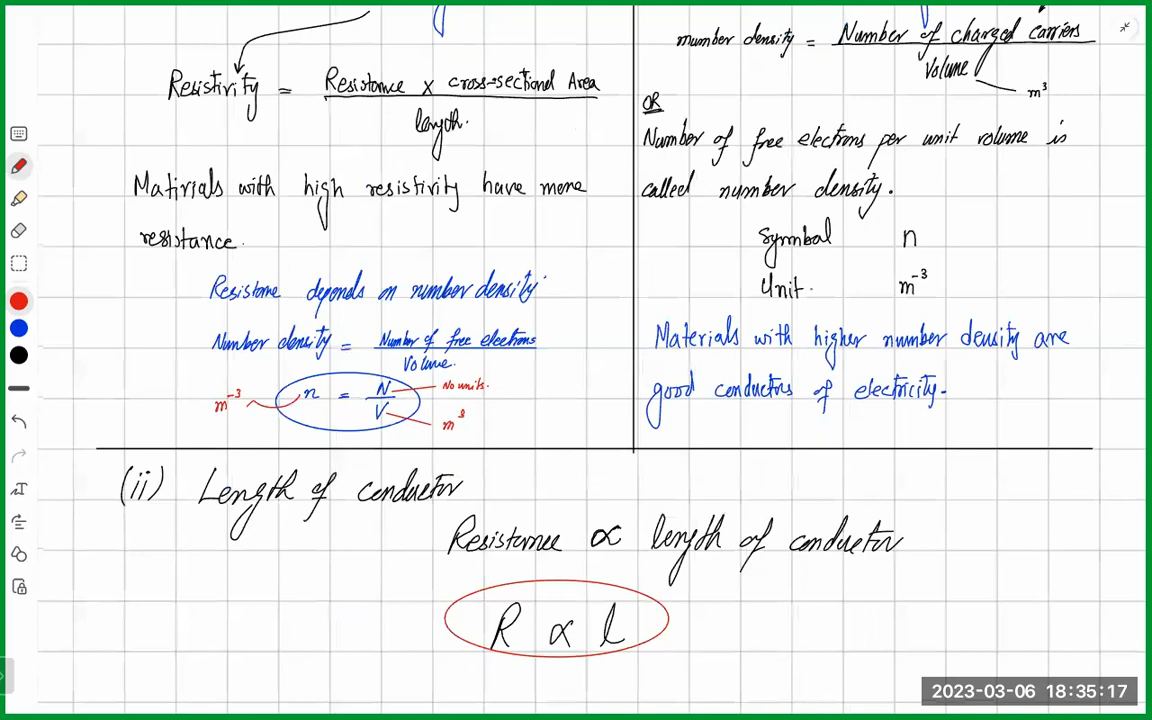 Resistivity = Resistance x cross-sectional Area
length.
Matirials with high resistivity have more
resistance.
Resistance depends on number density
Number density = Number of free electrons
Volume.
n = N No units.
m⁻³ V m³
number density = Number of charged carriers
Volume
m³
OR
Number of free electrons per unit volume is
called number density.
Symbol n
Unit. m⁻³
Materials with higher number density are
good conductors of electricity.
(ii) Length of conductor
Resistance ∝ length of conductor
R ∝ l
2023-03-06 18:35:17